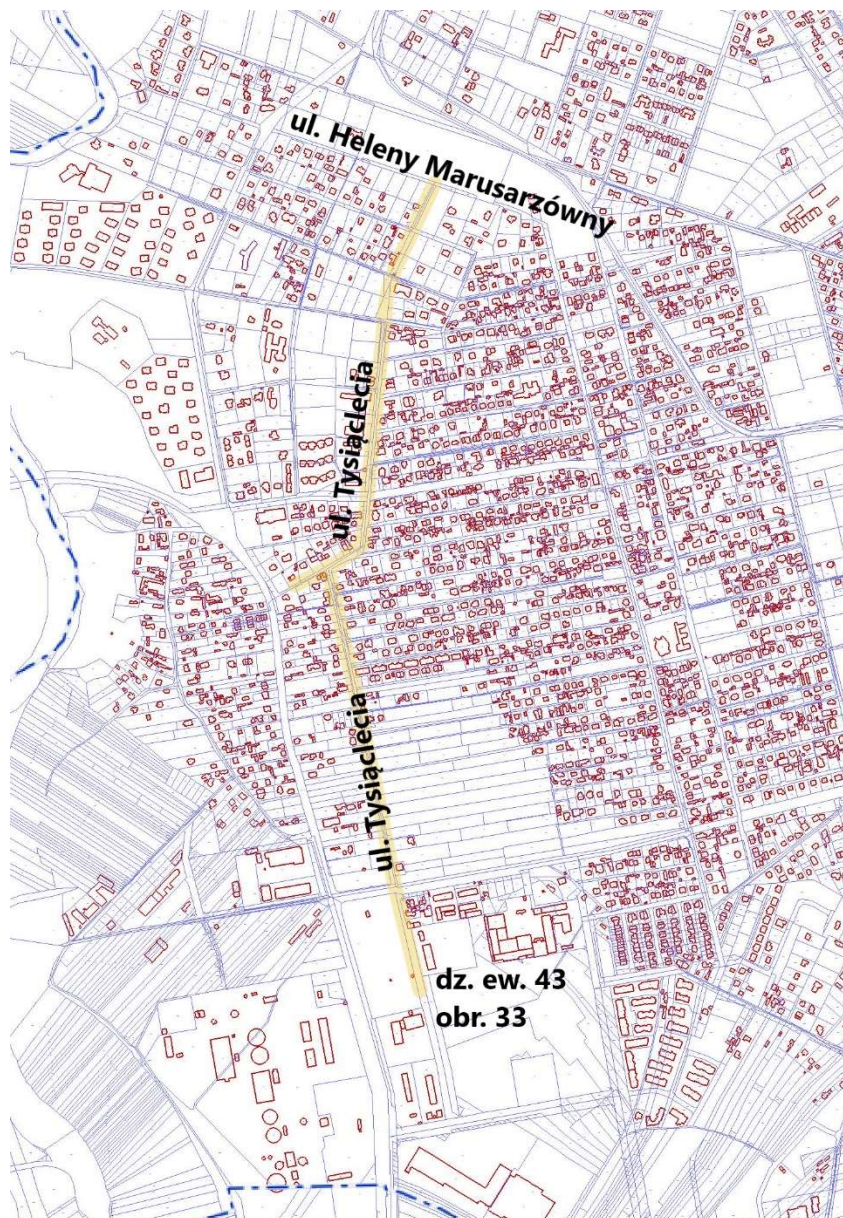 ul. Heleny Marusarzówny
ul. Tysiąclecia
ul. Tysiąclecia
dz. ew. 43
obr. 33